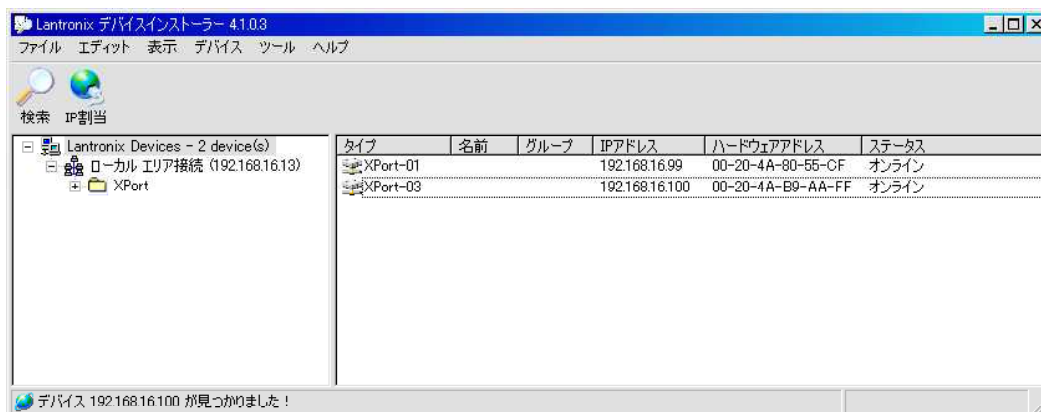 Lantronix デバイスインストーラー 4.1.0.3
ファイル エディット 表示 デバイス ツール ヘルプ
検索 IP割当
Lantronix Devices - 2 device(s)
ローカル エリア接続 (192.168.16.13)
XPort
タイプ 名前 グループ IPアドレス ハードウェアアドレス ステータス
XPort-01 192.168.16.99 00-20-4A-80-55-CF オンライン
XPort-03 192.168.16.100 00-20-4A-B9-AA-FF オンライン
デバイス 192.168.16.100 が見つかりました！